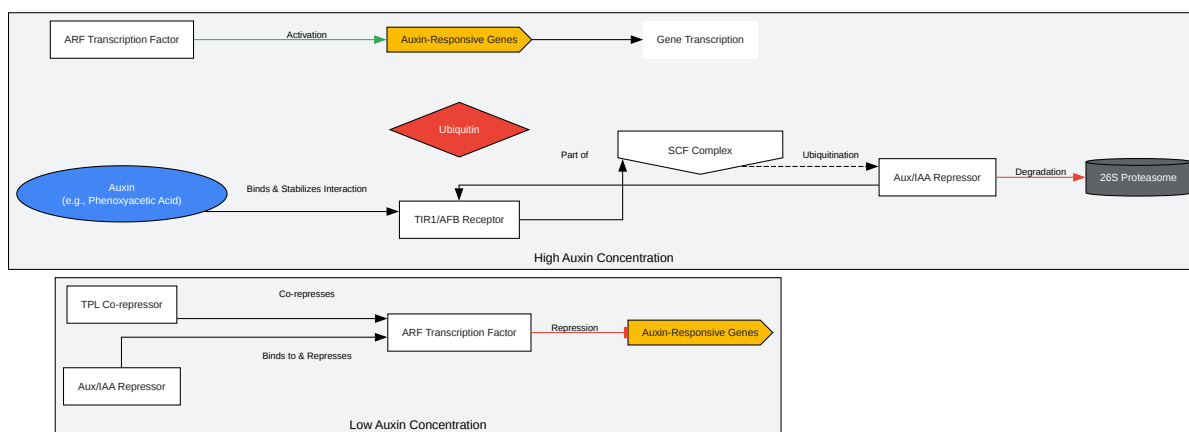 ARF Transcription Factor
Activation
Auxin-Responsive Genes
Gene Transcription
Ubiquitin
SCF Complex
Part of
Ubiquitination
Auxin
(e.g., Phenoxyacetic Acid)
Binds & Stabilizes Interaction
TIR1/AFB Receptor
Aux/IAA Repressor
Degradation
26S Proteasome
High Auxin Concentration
TPL Co-repressor
Co-represses
ARF Transcription Factor
Repression
Auxin-Responsive Genes
Binds to & Represses
Aux/IAA Repressor
Low Auxin Concentration